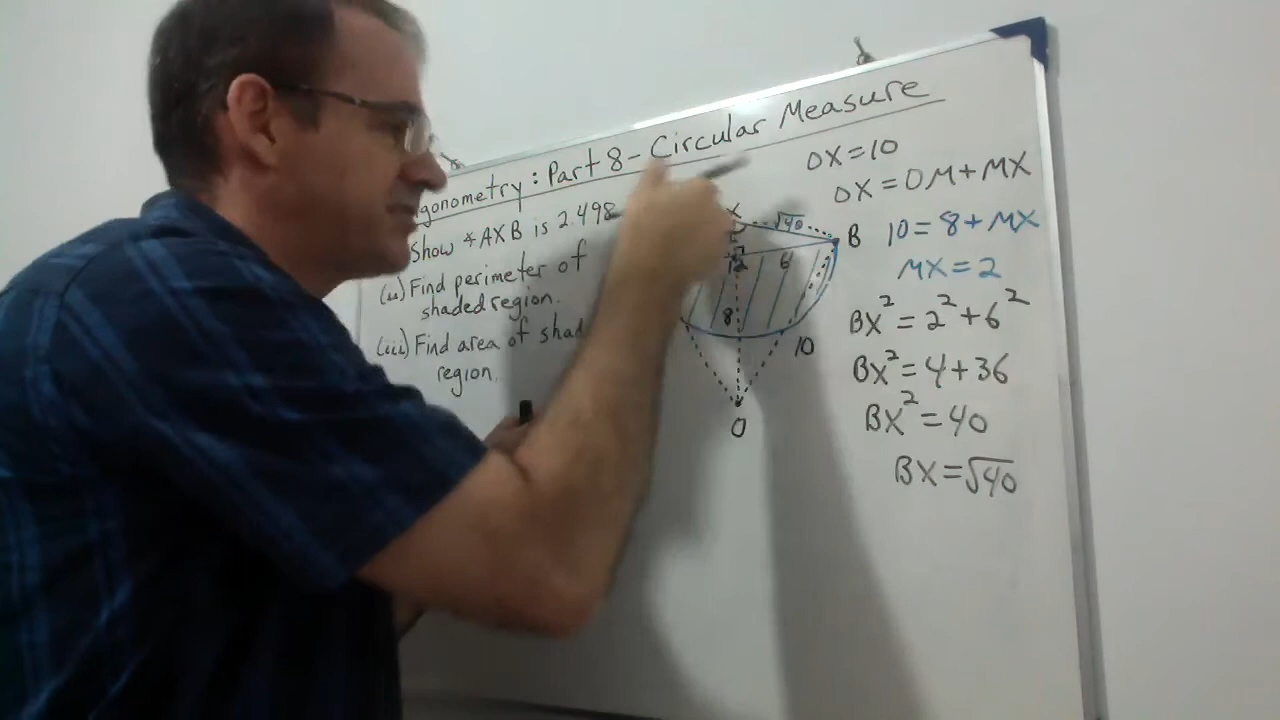 gonometry: Part 8 - Circular Measure
Show ∡AXB is 2.498
(ii) Find perimeter of
shaded region.
(iii) Find area of shad
region.
X
√40
B
6
8
10
O
OX = 10
OX = OM + MX
10 = 8 + MX
MX = 2
BX² = 2² + 6²
BX² = 4 + 36
BX² = 40
BX = √40